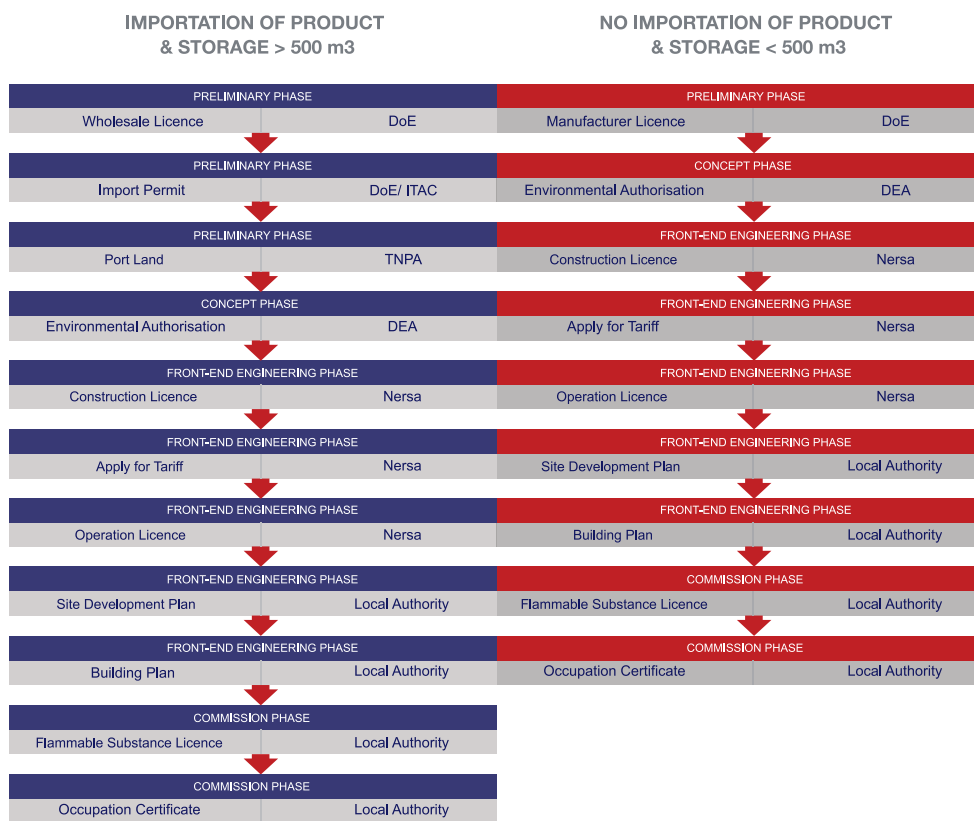 IMPORTATION OF PRODUCT
& STORAGE > 500 m3
PRELIMINARY PHASE
Wholesale Licence DoE
PRELIMINARY PHASE
Import Permit DoE/ ITAC
PRELIMINARY PHASE
Port Land TNPA
CONCEPT PHASE
Environmental Authorisation DEA
FRONT-END ENGINEERING PHASE
Construction Licence Nersa
FRONT-END ENGINEERING PHASE
Apply for Tariff Nersa
FRONT-END ENGINEERING PHASE
Operation Licence Nersa
FRONT-END ENGINEERING PHASE
Site Development Plan Local Authority
FRONT-END ENGINEERING PHASE
Building Plan Local Authority
COMMISSION PHASE
Flammable Substance Licence Local Authority
COMMISSION PHASE
Occupation Certificate Local Authority
NO IMPORTATION OF PRODUCT
& STORAGE < 500 m3
PRELIMINARY PHASE
Manufacturer Licence DoE
CONCEPT PHASE
Environmental Authorisation DEA
FRONT-END ENGINEERING PHASE
Construction Licence Nersa
FRONT-END ENGINEERING PHASE
Apply for Tariff Nersa
FRONT-END ENGINEERING PHASE
Operation Licence Nersa
FRONT-END ENGINEERING PHASE
Site Development Plan Local Authority
FRONT-END ENGINEERING PHASE
Building Plan Local Authority
COMMISSION PHASE
Flammable Substance Licence Local Authority
COMMISSION PHASE
Occupation Certificate Local Authority